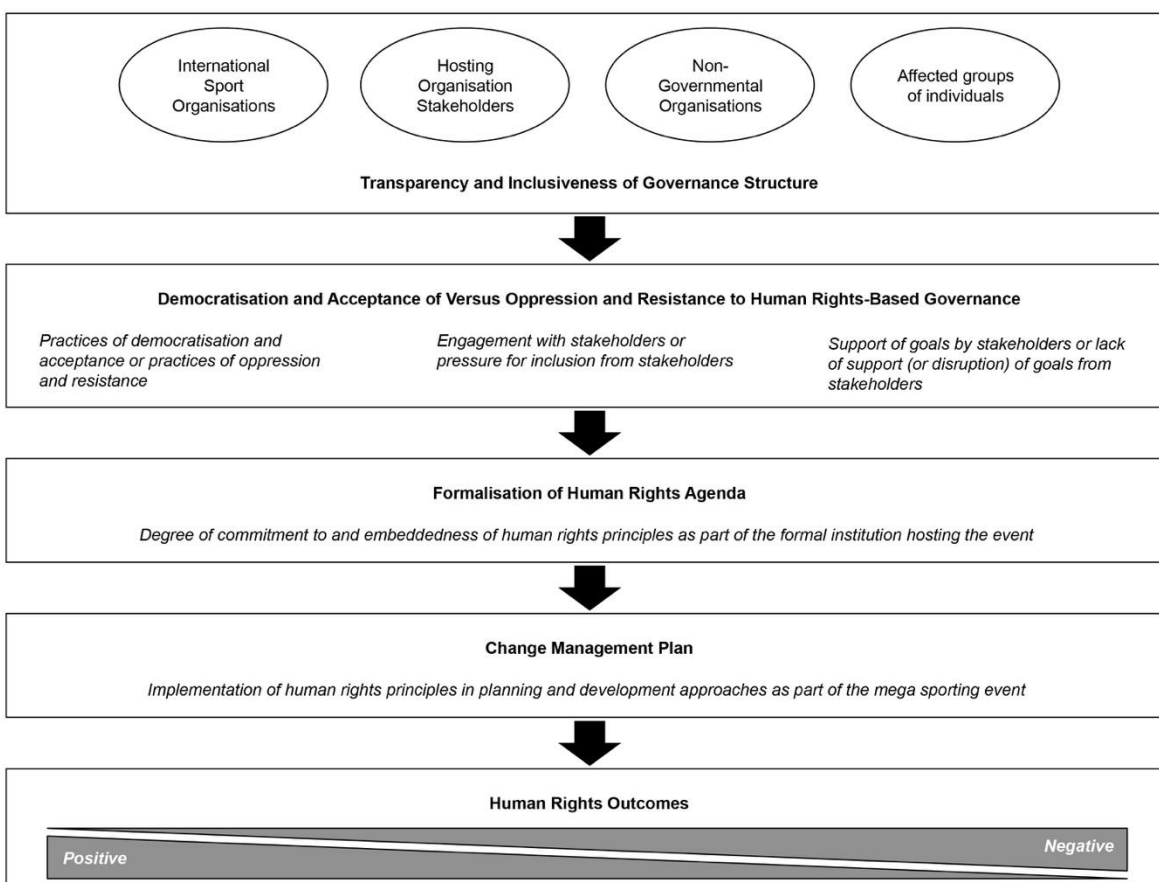 International
Sport
Organisations
Hosting
Organisation
Stakeholders
Non-
Governmental
Organisations
Affected groups
of individuals
Transparency and Inclusiveness of Governance Structure
Democratisation and Acceptance of Versus Oppression and Resistance to Human Rights-Based Governance
Practices of democratisation and
acceptance or practices of oppression
and resistance
Engagement with stakeholders or
pressure for inclusion from stakeholders
Support of goals by stakeholders or lack
of support (or disruption) of goals from
stakeholders
Formalisation of Human Rights Agenda
Degree of commitment to and embeddedness of human rights principles as part of the formal institution hosting the event
Change Management Plan
Implementation of human rights principles in planning and development approaches as part of the mega sporting event
Human Rights Outcomes
Positive
Negative